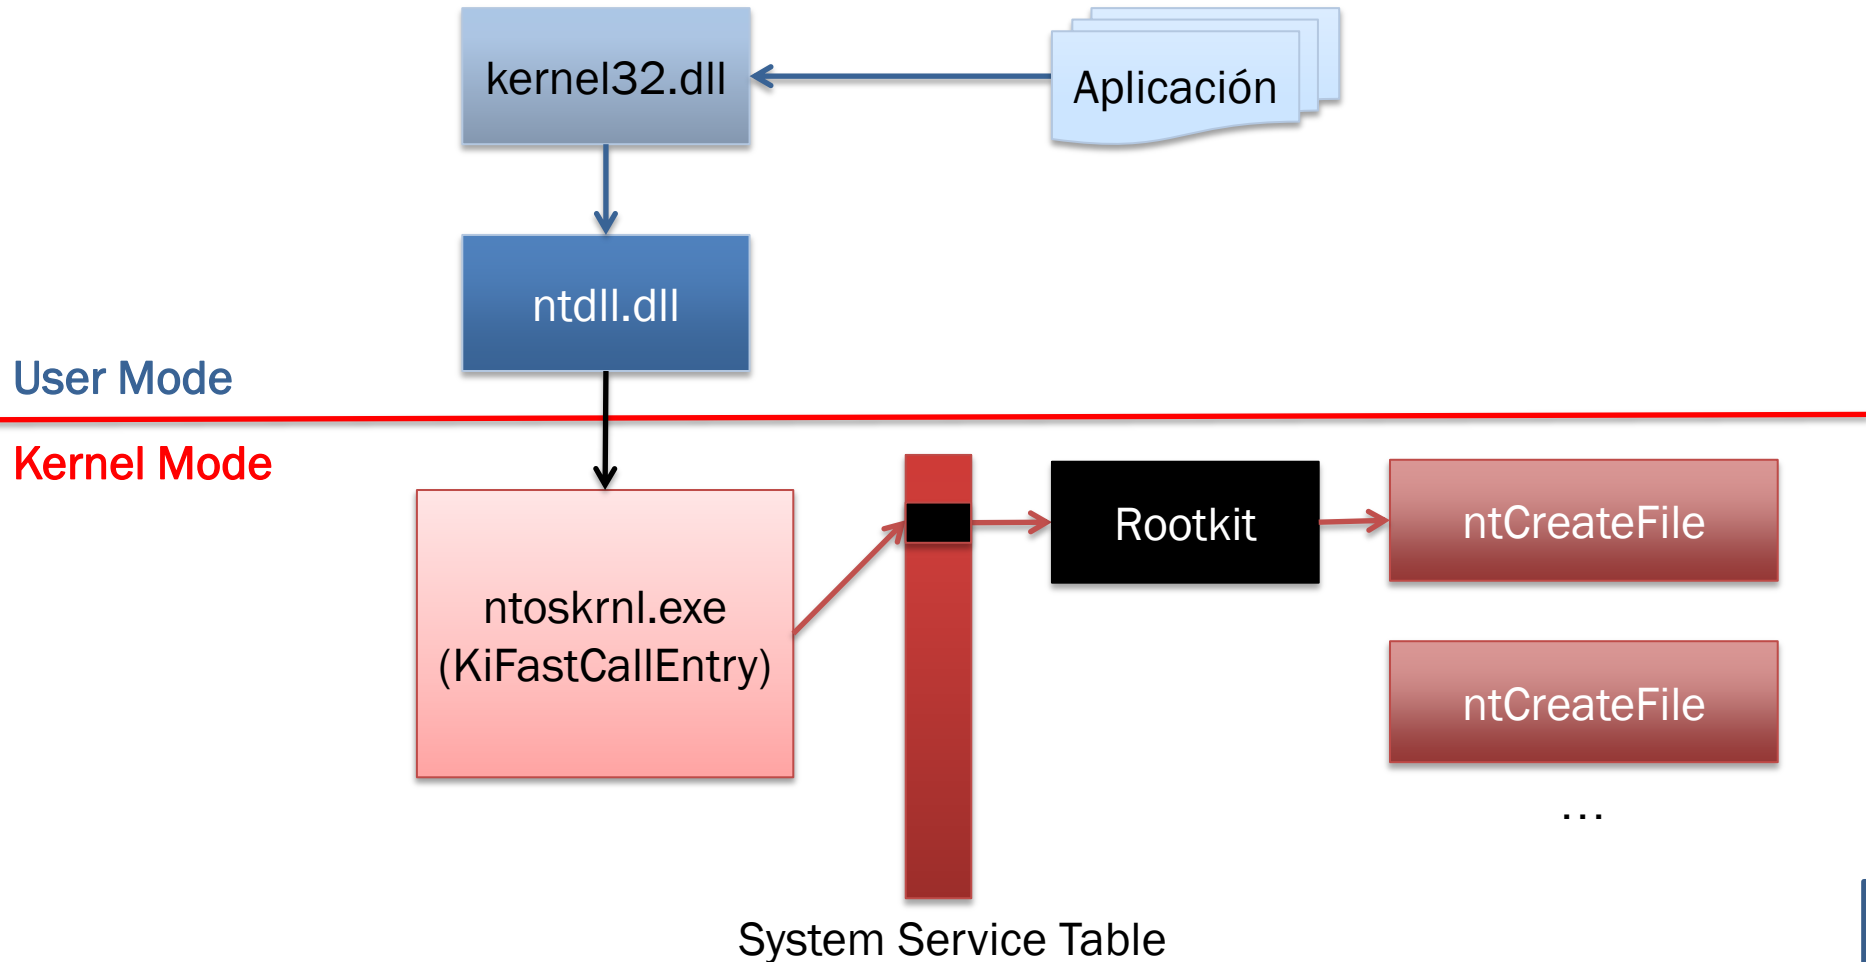 kernel32.dll
Aplicación
ntdll.dll
User Mode
Kernel Mode
ntoskrnl.exe
(KiFastCallEntry)
Rootkit
ntCreateFile
ntCreateFile
...
System Service Table